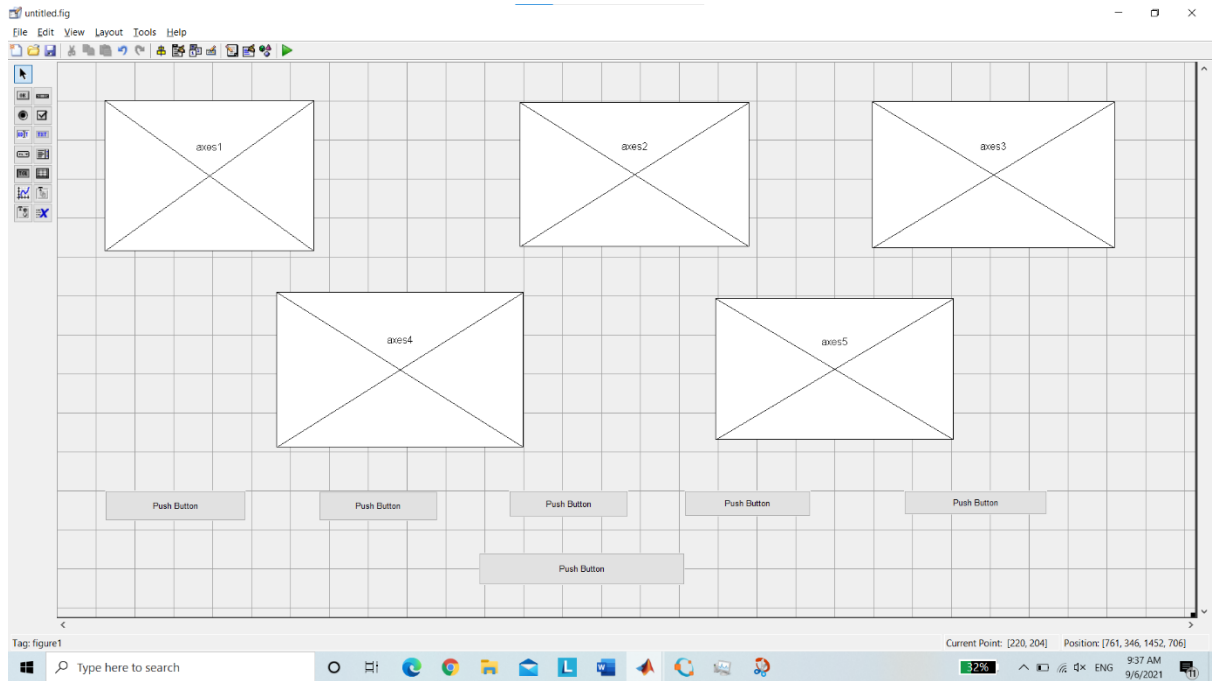 untitled.fig
File Edit View Layout Tools Help
axes1
axes2
axes3
axes4
axes5
Push Button
Push Button
Push Button
Push Button
Push Button
Push Button
Tag: figure1
Current Point: [220, 204] Position: [761, 346, 1452, 706]
Type here to search
32%
ENG
9:37 AM
9/6/2021
11